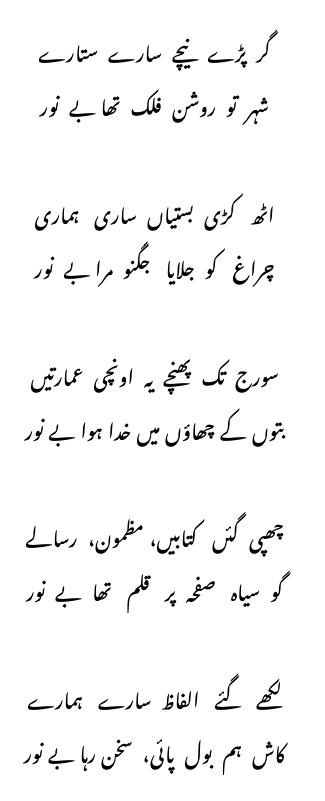 گر پڑے نیچے سارے ستارے
شہر تو روشن فلک تھا بے نور
اٹھ کڑی بستیاں ساری ہماری
چراغ کو جلایا جگنو مرا بے نور
سورج تک پھنچے یہ اونچی عمارتیں
بتوں کے چھاؤں میں خدا ہوا بے نور
چھپی گئں کتابیں، مظمون، رسالے
گو سیاہ صفحہ پر قلم تھا بے نور
لکھے گئے الفاظ سارے ہمارے
کاش ہم بول پائی، سخن رہا بے نور